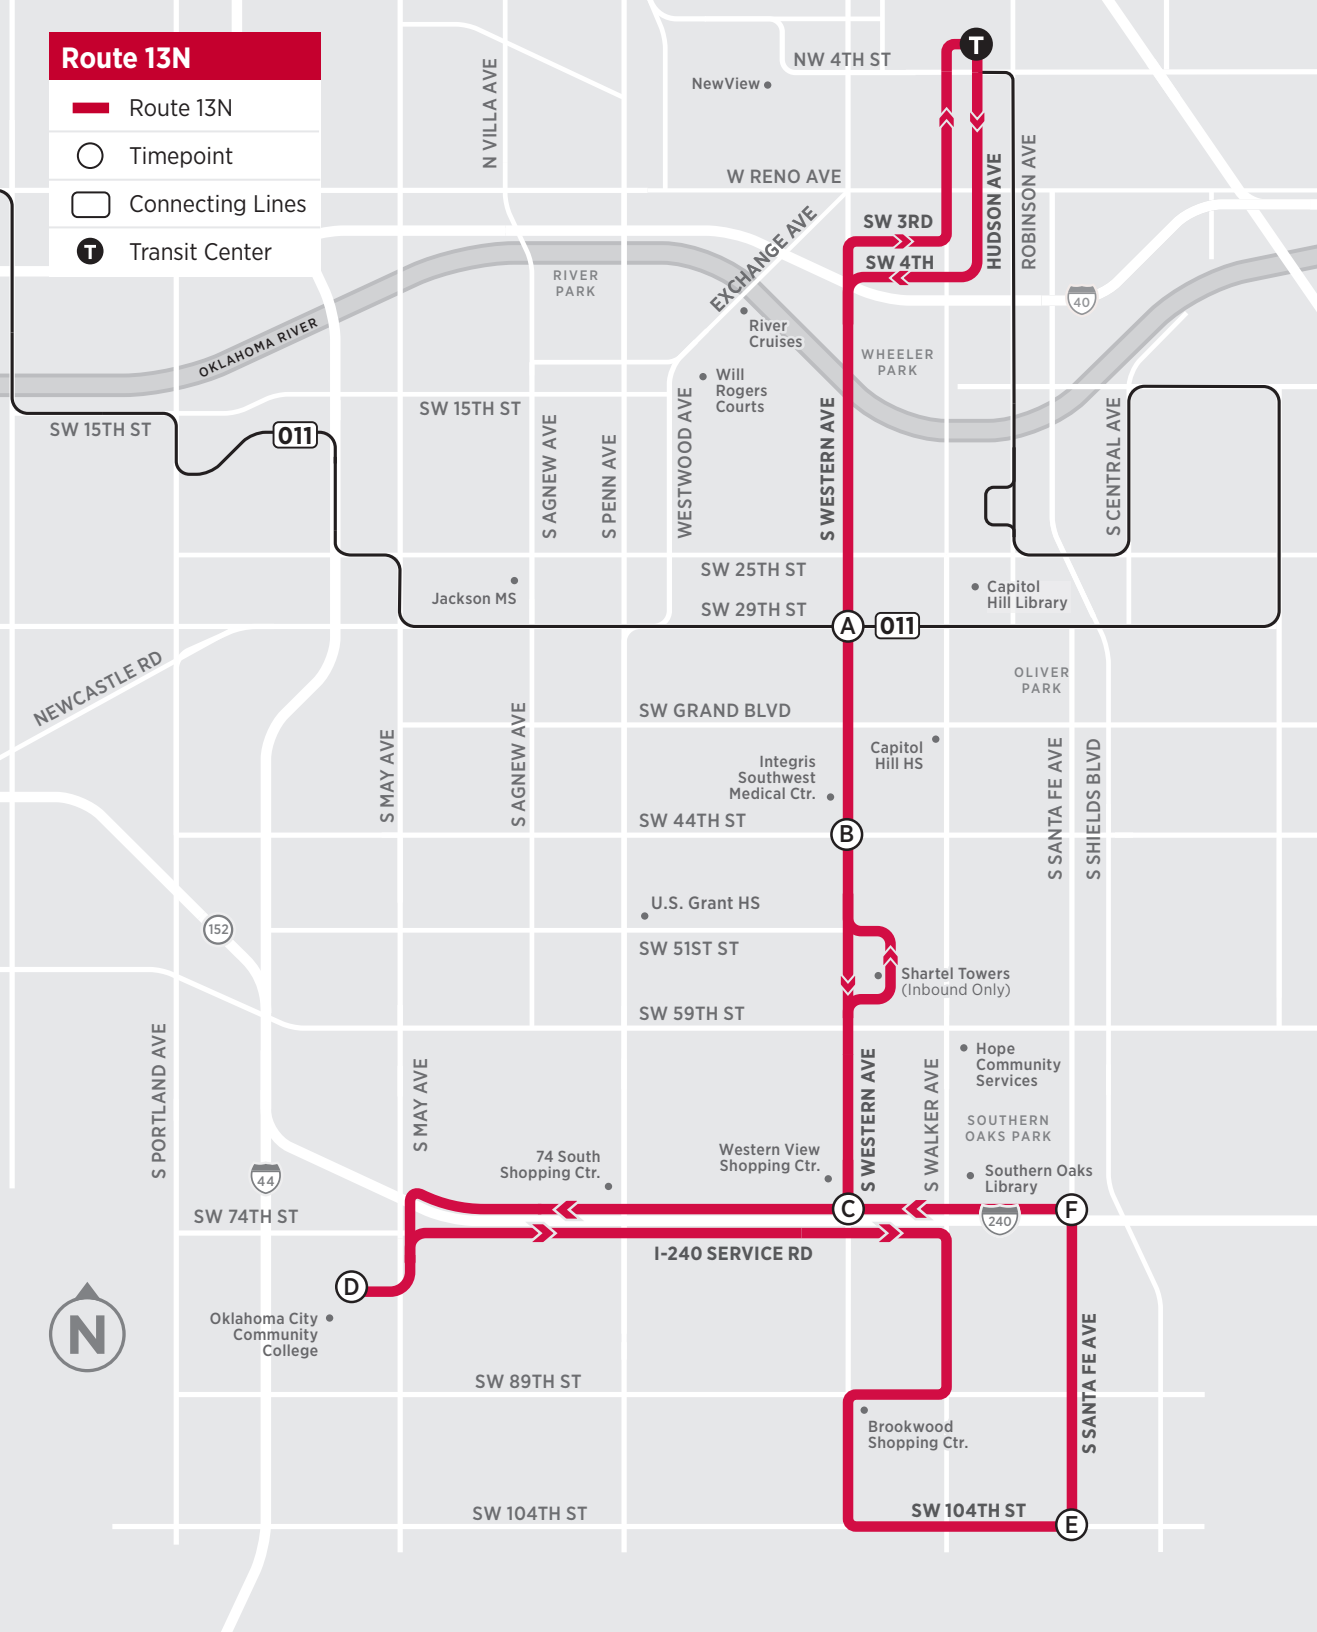 Route 13N
Route 13N
Timepoint
Connecting Lines
T Transit Center
T
NW 4TH ST
NewView
N VILLA AVE
W RENO AVE
HUDSON AVE
ROBINSON AVE
EXCHANGE AVE
SW 3RD
SW 4TH
RIVER
PARK
40
OKLAHOMA RIVER
River
Cruises
WHEELER
PARK
Will
Rogers
Courts
SW 15TH ST
SW 15TH ST
011
S AGNEW AVE
S PENN AVE
WESTWOOD AVE
S WESTERN AVE
S CENTRAL AVE
SW 25TH ST
Jackson MS
Capitol
Hill Library
SW 29TH ST
A
011
NEWCASTLE RD
OLIVER
PARK
SW GRAND BLVD
S MAY AVE
S AGNEW AVE
Capitol
Hill HS
Integris
Southwest
Medical Ctr.
S SANTA FE AVE
S SHIELDS BLVD
SW 44TH ST
B
U.S. Grant HS
152
SW 51ST ST
Shartel Towers
(Inbound Only)
SW 59TH ST
S PORTLAND AVE
S MAY AVE
S WESTERN AVE
S WALKER AVE
Hope
Community
Services
SOUTHERN
OAKS PARK
74 South
Shopping Ctr.
Western View
Shopping Ctr.
Southern Oaks
Library
44
SW 74TH ST
C
F
240
I-240 SERVICE RD
D
Oklahoma City
Community
College
N
S SANTA FE AVE
SW 89TH ST
Brookwood
Shopping Ctr.
SW 104TH ST
SW 104TH ST
E